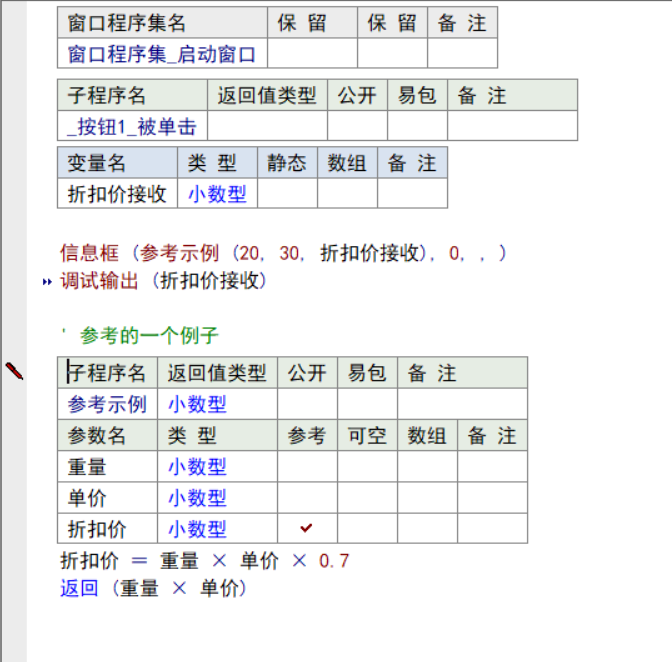 窗口程序集名 保 留 保 留 备 注
窗口程序集_启动窗口
子程序名 返回值类型 公开 易包 备 注
_按钮1_被单击
变量名 类 型 静态 数组 备 注
折扣价接收 小数型
信息框 (参考示例 (20, 30, 折扣价接收), 0, , )
调试输出 (折扣价接收)
' 参考的一个例子
子程序名 返回值类型 公开 易包 备 注
参考示例 小数型
参数名 类 型 参考 可空 数组 备 注
重量 小数型
单价 小数型
折扣价 小数型 ✓
折扣价 = 重量 × 单价 × 0.7
返回 (重量 × 单价)